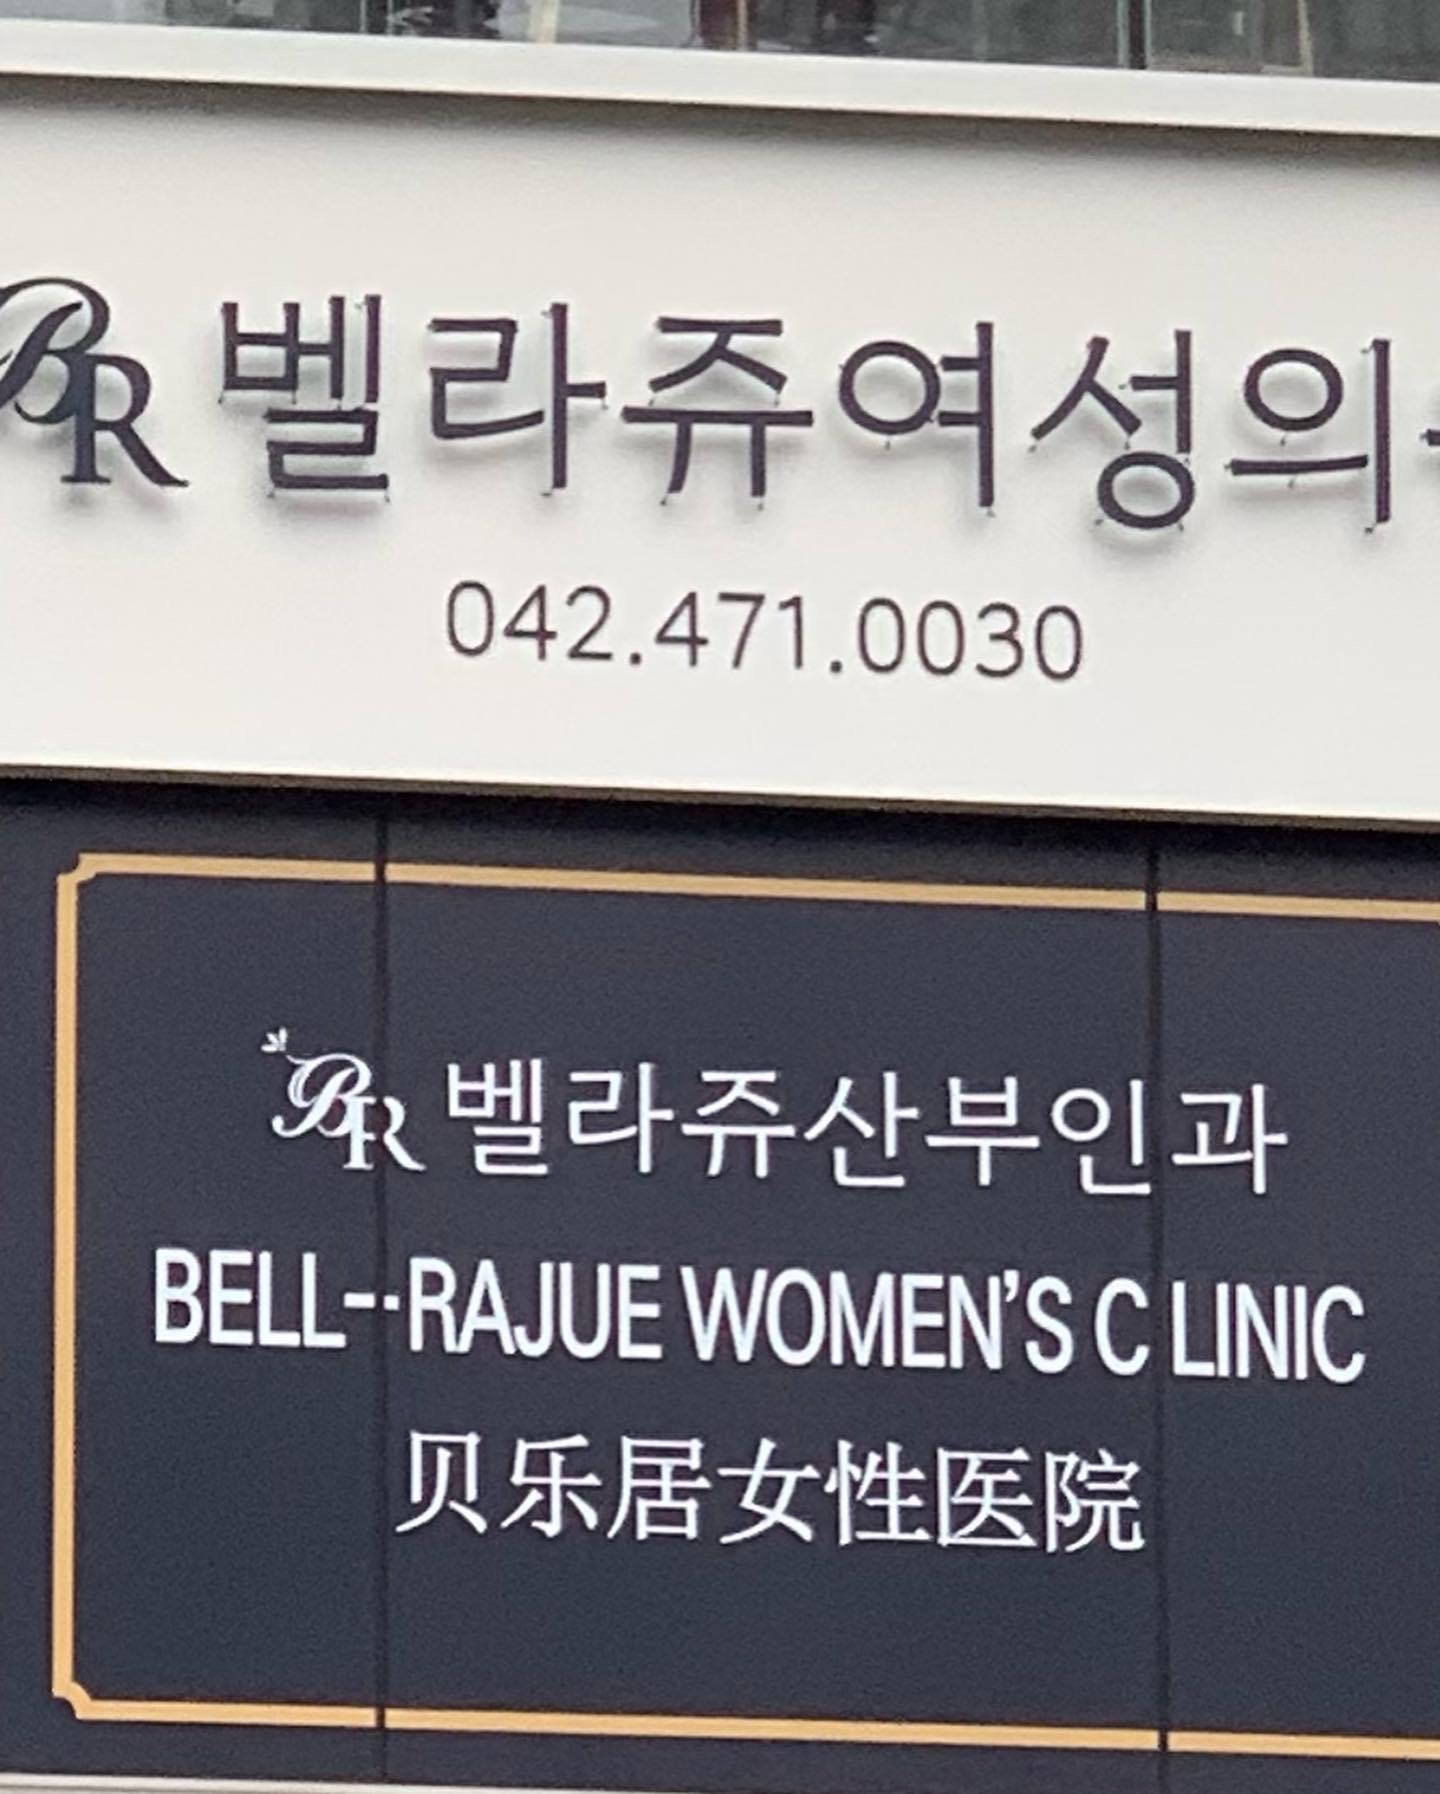 BR 벨라쥬여성의
042.471.0030
BR 벨라쥬산부인과
BELL-RAJUE WOMEN'S CLINIC
贝乐居女性医院